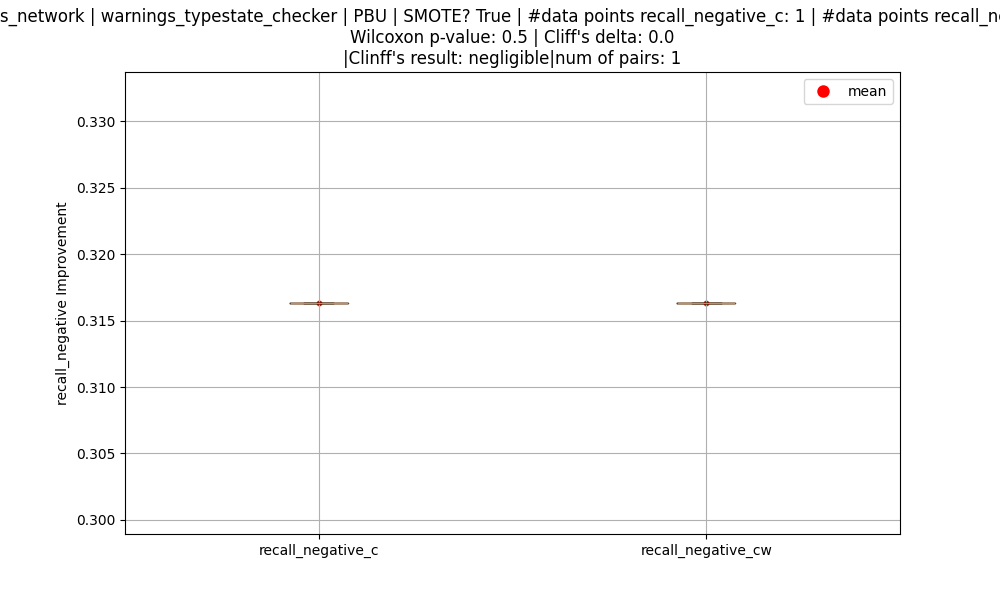 s_network | warnings_typestate_checker | PBU | SMOTE? True | #data points recall_negative_c: 1 | #data points
Wilcoxon p-value: 0.5 | Cliff's delta: 0.0
|Clinff's result: negligible|num of pairs: 1
mean
0.330
0.325
0.320
0.315
0.310
0.305
0.300
recall_negative Improvement
recall_negative_c
recall_negative_cw